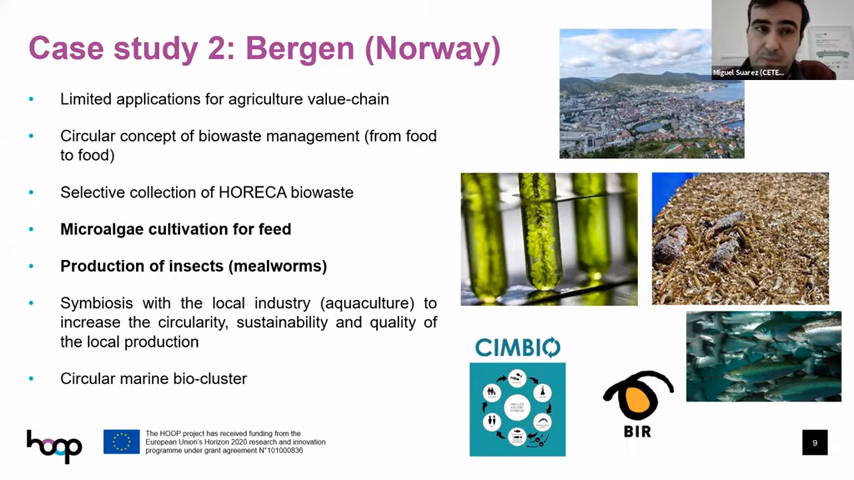 Case study 2: Bergen (Norway)
Miguel Suarez (CETE...
• Limited applications for agriculture value-chain
• Circular concept of biowaste management (from food
to food)
• Selective collection of HORECA biowaste
• Microalgae cultivation for feed
• Production of insects (mealworms)
• Symbiosis with the local industry (aquaculture) to
increase the circularity, sustainability and quality of
the local production
• Circular marine bio-cluster
CIMBIO
BIR
hoop
The HOOP project has received funding from the
European Union's Horizon 2020 research and innovation
programme under grant agreement N°101000836
9